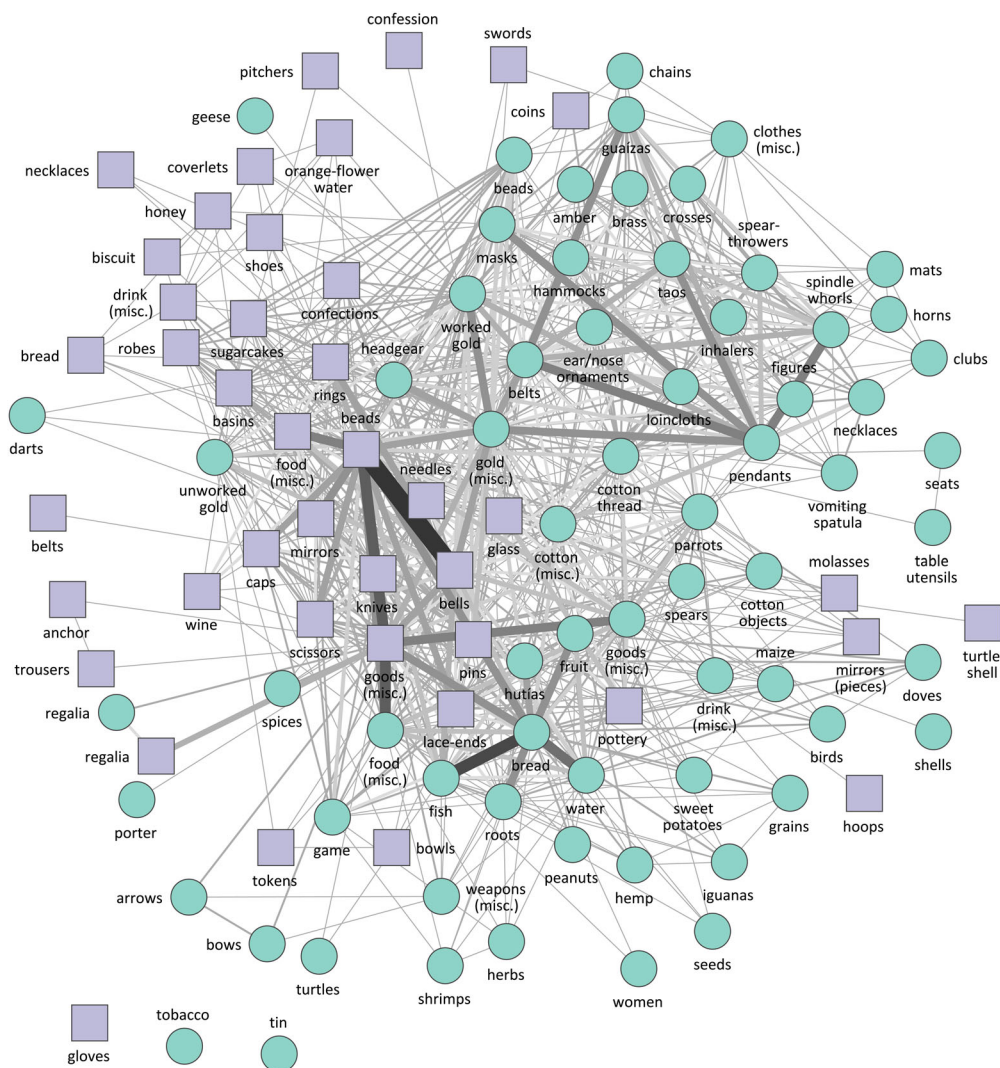 confession
swords
pitchers
chains
geese
coins
guaízas
clothes
(misc.)
necklaces
coverlets
orange-flower
water
beads
amber
brass
crosses
honey
spear-
throwers
biscuit
shoes
masks
hammocks
taos
spindle
whorls
mats
drink
(misc.)
confections
worked
gold
horns
bread
robes
sugarcakes
headgear
ear/nose
ornaments
inhalers
figures
clubs
rings
belts
loincloths
basins
beads
darts
food
(misc.)
needles
gold
(misc.)
cotton
thread
pendants
necklaces
unworked
gold
vomiting
spatula
seats
belts
mirrors
glass
cotton
(misc.)
parrots
table
utensils
caps
molasses
knives
bells
spears
cotton
objects
anchor
wine
scissors
goods
(misc.)
pins
fruit
goods
(misc.)
maize
mirrors
(pieces)
turtle
shell
trousers
hutías
drink
(misc.)
doves
regalia
spices
lace-ends
pottery
regalia
food
(misc.)
bread
birds
shells
porter
fish
water
sweet
potatoes
grains
hoops
game
roots
tokens
bowls
peanuts
hemp
iguanas
arrows
weapons
(misc.)
bows
turtles
shrimps
herbs
women
seeds
gloves
tobacco
tin